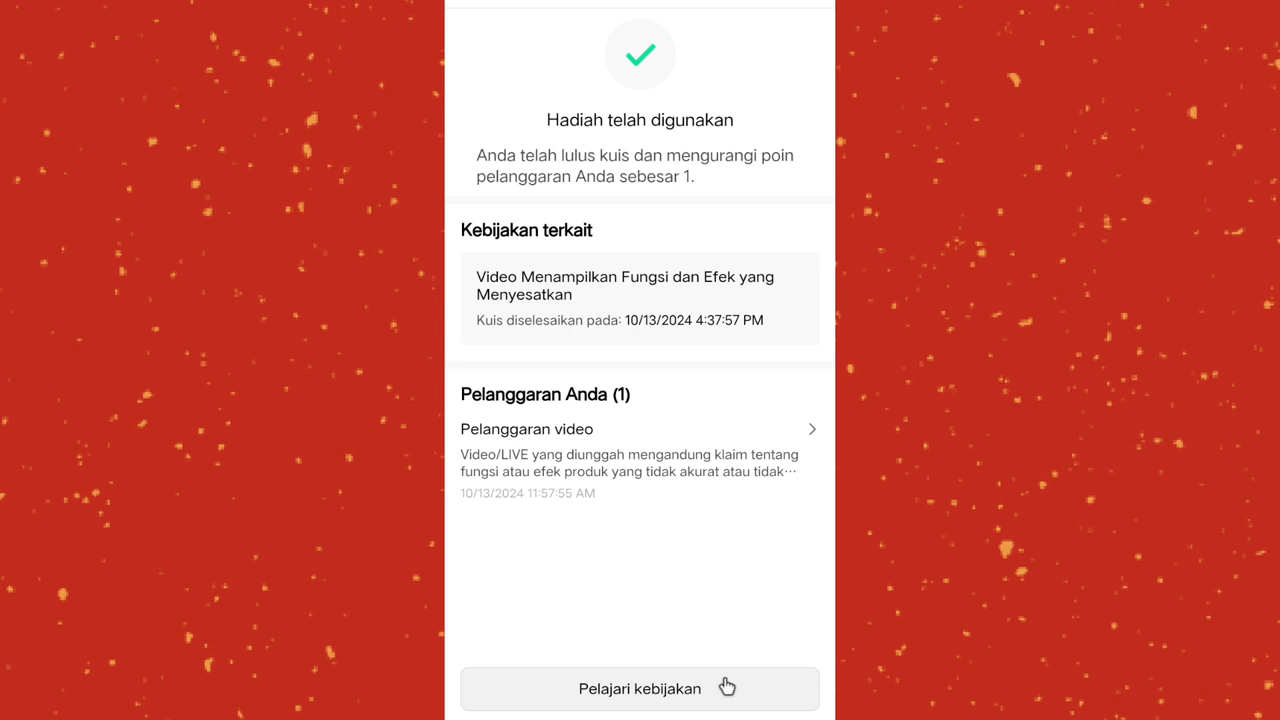 Hadiah telah digunakan
Anda telah lulus kuis dan mengurangi poin
pelanggaran Anda sebesar 1.
Kebijakan terkait
Video Menampilkan Fungsi dan Efek yang
Menyesatkan
Kuis diselesaikan pada: 10/13/2024 4:37:57 PM
Pelanggaran Anda (1)
Pelanggaran video
Video/LIVE yang diunggah mengandung klaim tentang
fungsi atau efek produk yang tidak akurat atau tidak···
10/13/2024 11:57:55 AM
Pelajari kebijakan